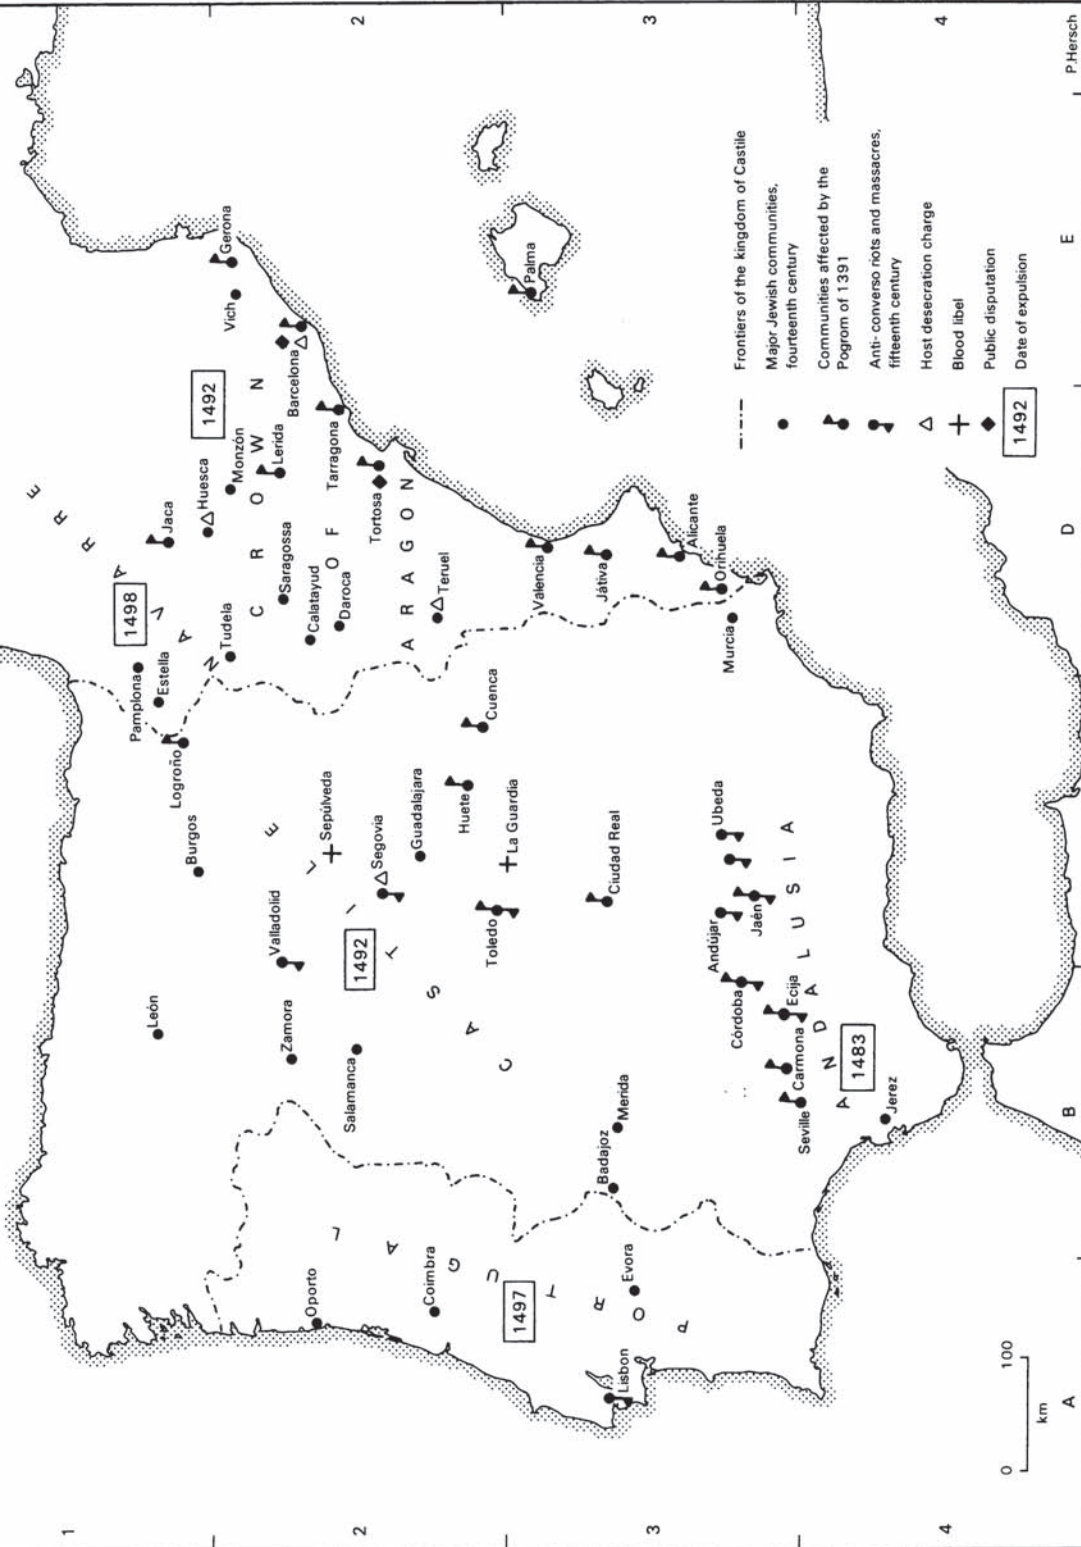 1
2
3
4
A
B
D
E
NAVARRE
CROWN
OF
ARAGON
CASTILE
PORTUGAL
ANDALUSIA
1498
1492
1492
1497
1483
Pamplona
Estella
Logroño
Burgos
León
Tudela
Jaca
Huesca
Monzón
Lerida
Saragossa
Calatayud
Daroca
Teruel
Vich
Gerona
Barcelona
Tarragona
Tortosa
Palma
Valencia
Játiva
Alicante
Orihuela
Murcia
Valladolid
Zamora
Salamanca
Sepúlveda
Segovia
Guadalajara
Cuenca
Huete
La Guardia
Toledo
Ciudad Real
Oporto
Coimbra
Lisbon
Evora
Badajoz
Merida
Ubeda
Andújar
Jaén
Córdoba
Ecija
Carmona
Seville
Jerez
Frontiers of the kingdom of Castile
Major Jewish communities,
fourteenth century
Communities affected by the
Pogrom of 1391
Anti-converso riots and massacres,
fifteenth century
Host desecration charge
Blood libel
Public disputation
1492 Date of expulsion
0 100
km
P.Hersch